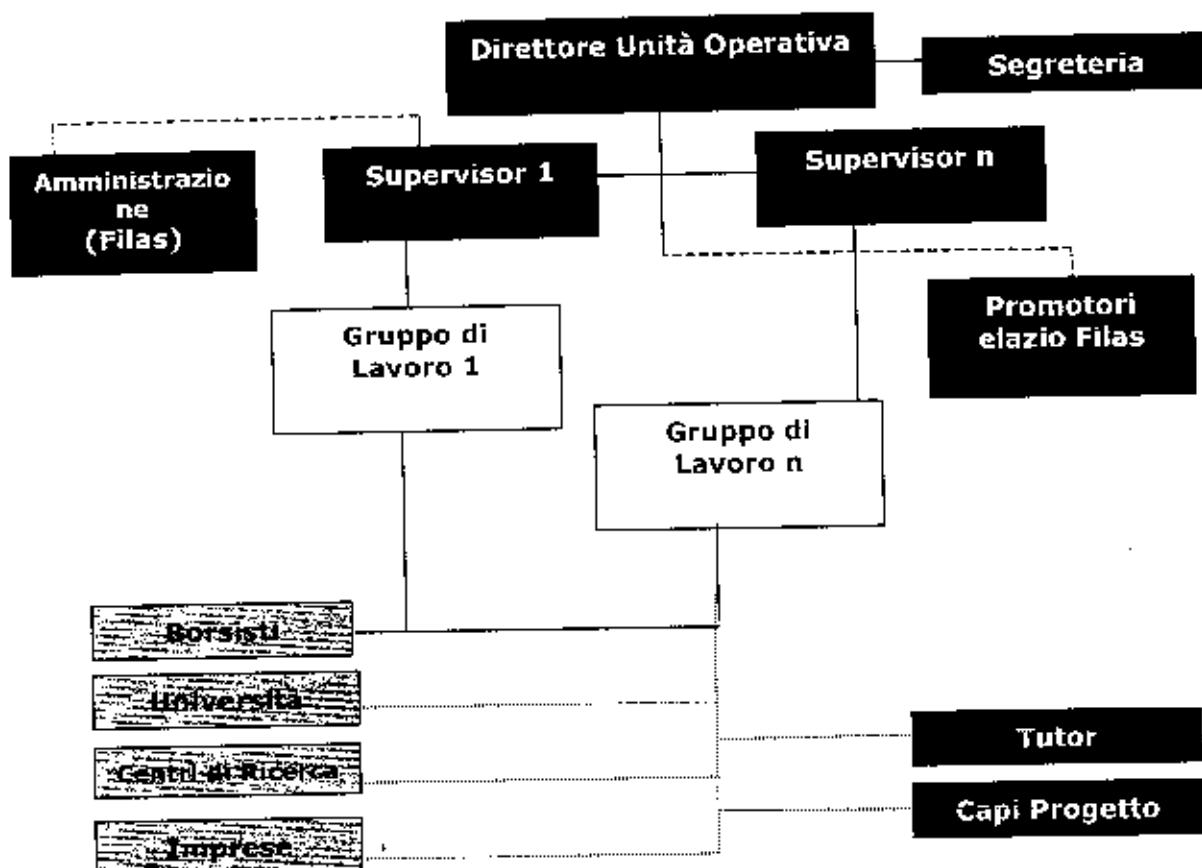 Direttore Unità Operativa
Segreteria
Amministrazio
ne
(Filas)
Supervisor 1
Supervisor n
Promotori
elazio Filas
Gruppo di
Lavoro 1
Gruppo di
Lavoro n
Borsisti
Università
Centri di Ricerca
Imprese
Tutor
Capi Progetto